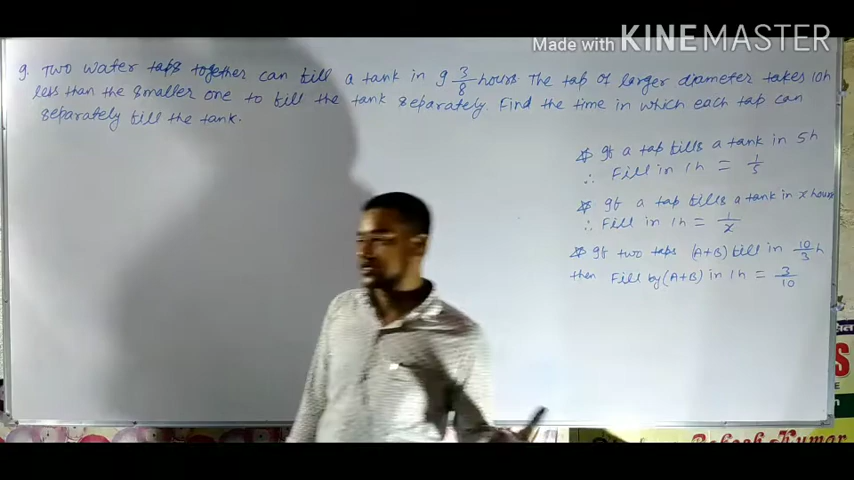 Made with KINEMASTER
9. Two water taps together can fill a tank in 9 3/8 hours. The tap of larger diameter takes 10h
less than the smaller one to fill the tank separately. Find the time in which each tap can
separately fill the tank.
If a tap fills a tank in 5h
∴ Fill in 1h = 1/5
If a tap fills a tank in x hours
∴ Fill in 1h = 1/x
If two taps (A+B) fill in 10/3 h
then Fill by (A+B) in 1h = 3/10
Rakesh Kumar